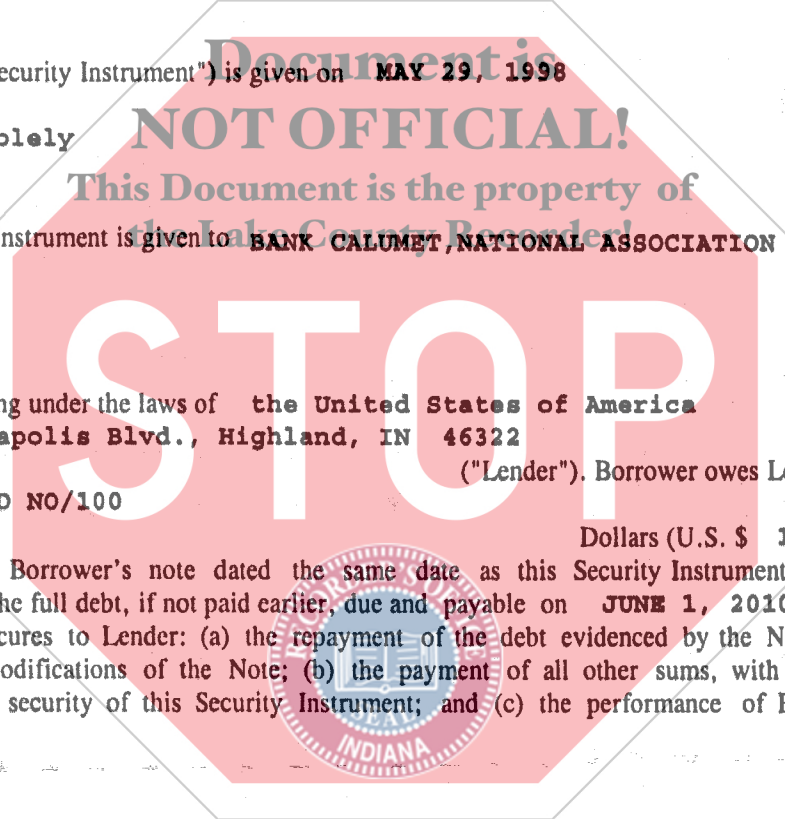 Document is
ecurity Instrument") is given on MAY 29, 1998
NOT OFFICIAL!
olely
This Document is the property of
the Lake County Recorder!
nstrument is given to BANK CALUMET,NATIONAL ASSOCIATION
STOP
ng under the laws of the United States of America
apolis Blvd., Highland, IN 46322
("Lender"). Borrower owes L
D NO/100
Dollars (U.S. $ 1
Borrower's note dated the same date as this Security Instrument
he full debt, if not paid earlier, due and payable on JUNE 1, 2010
cures to Lender: (a) the repayment of the debt evidenced by the N
odifications of the Note; (b) the payment of all other sums, with
security of this Security Instrument; and (c) the performance of
SEAL
INDIANA